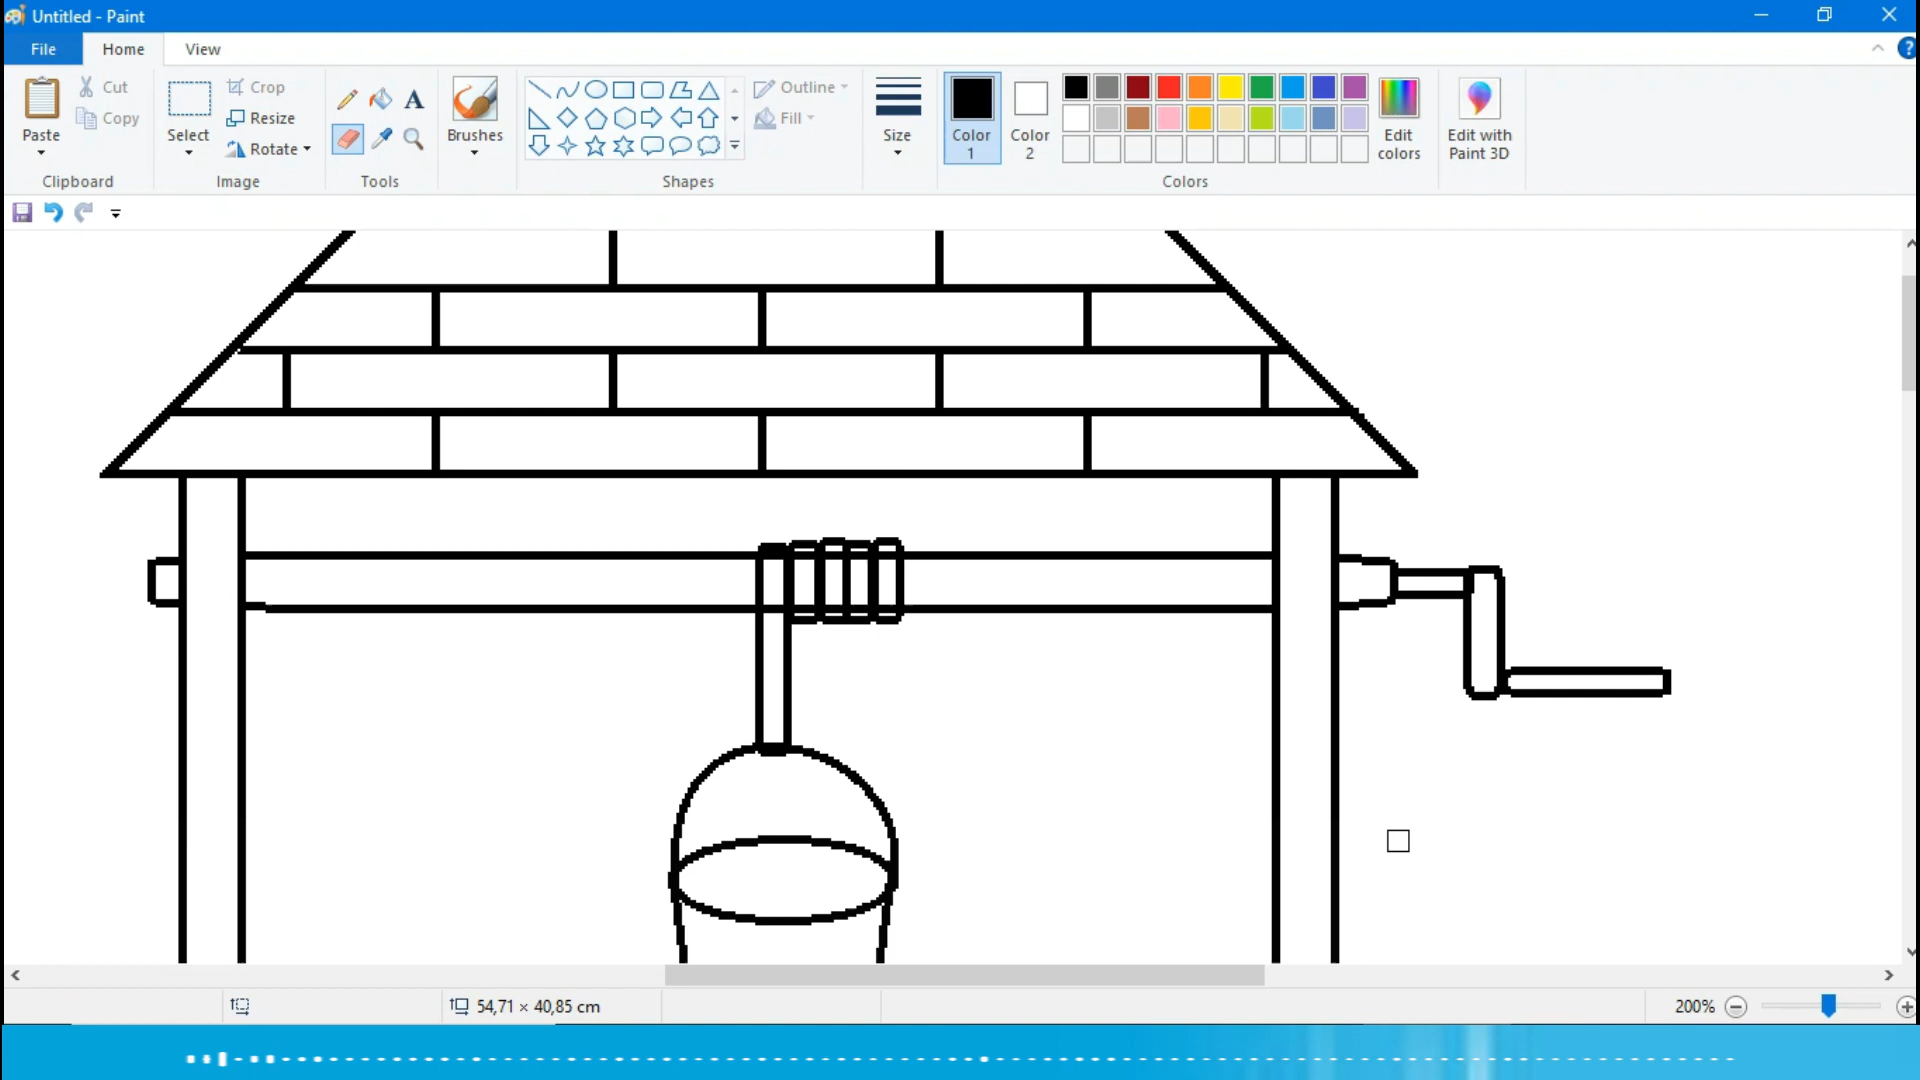 Untitled - Paint
File Home View
Paste Cut Copy Select Crop Resize Rotate A Brushes Outline Fill Size Color 1 Color 2 Edit colors Edit with Paint 3D ?
Clipboard Image Tools Shapes Colors
54,71 × 40,85 cm 200%